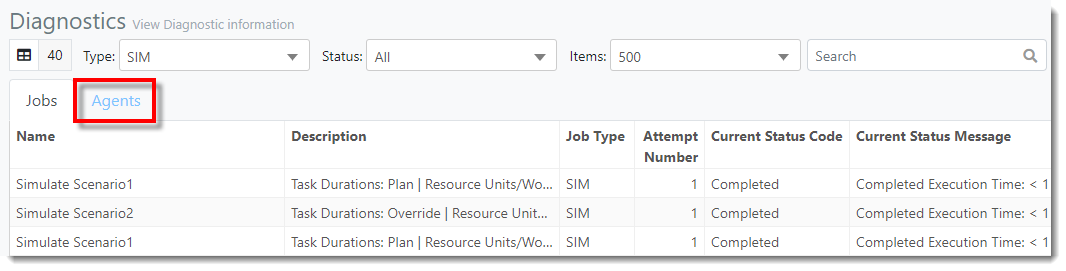 Diagnostics View Diagnostic information
40 Type: SIM Status: All Items: 500 Search
Jobs Agents
Name Description Job Type Attempt Number Current Status Code Current Status Message
Simulate Scenario1 Task Durations: Plan | Resource Units/Wo... SIM 1 Completed Completed Execution Time: < 1
Simulate Scenario2 Task Durations: Override | Resource Unit... SIM 1 Completed Completed Execution Time: < 1
Simulate Scenario1 Task Durations: Plan | Resource Units/Wo... SIM 1 Completed Completed Execution Time: < 1